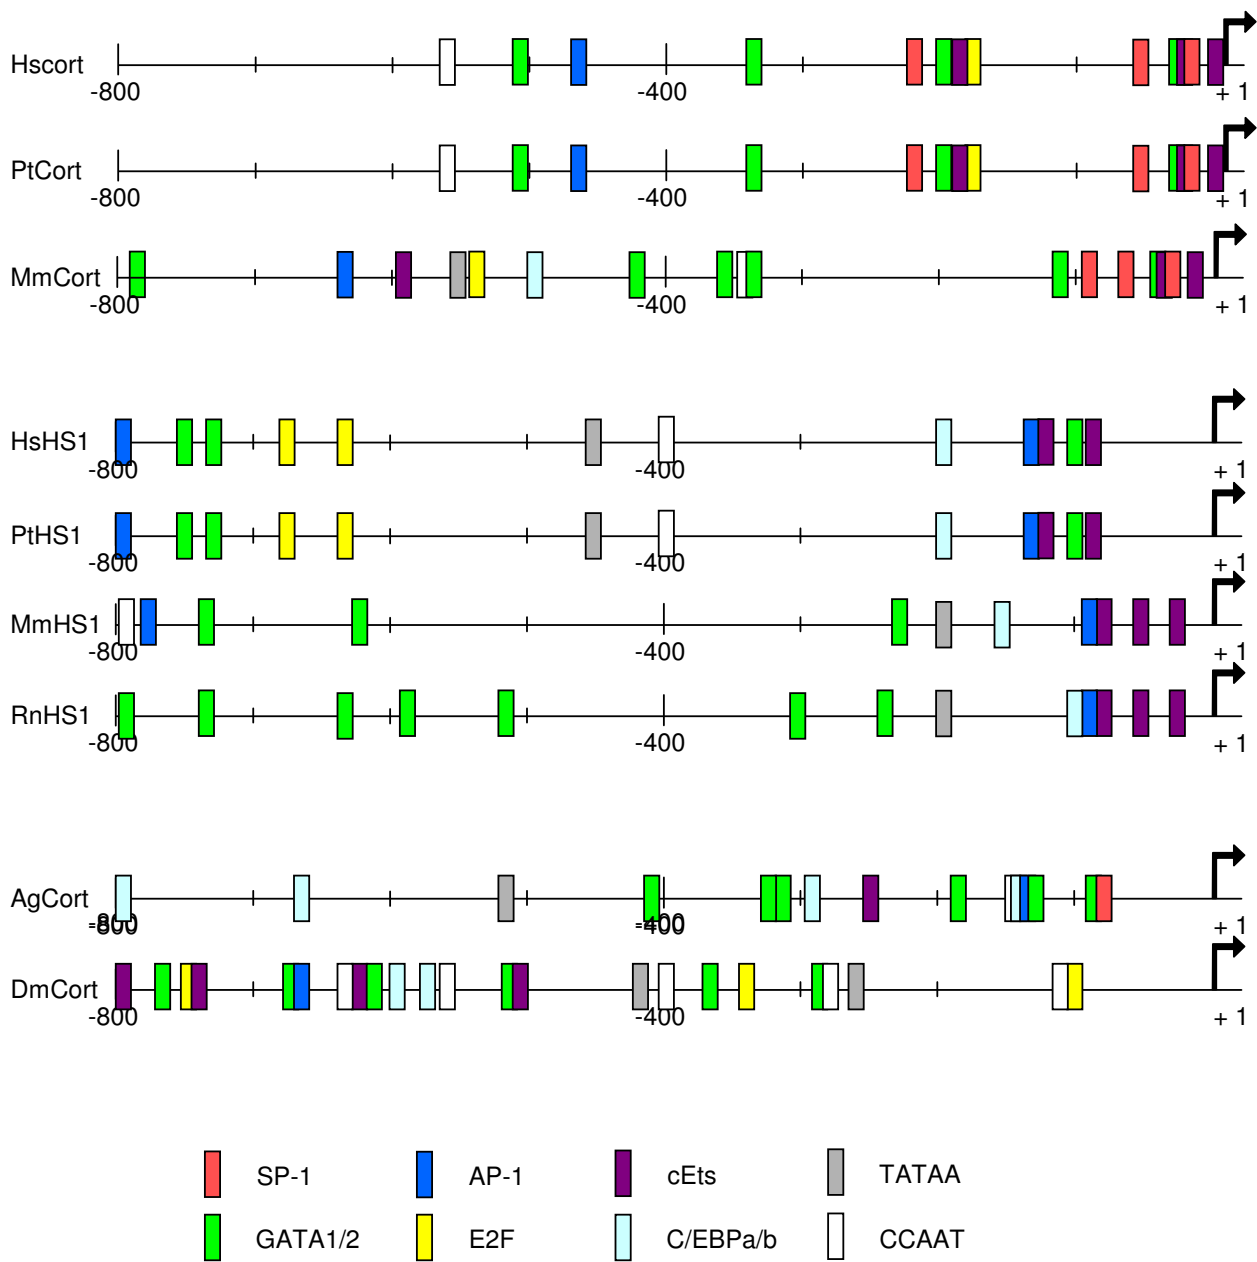 Hscort
-800 -400 + 1
PtCort
-800 -400 + 1
MmCort
-800 -400 + 1
HsHS1
-800 -400 + 1
PtHS1
-800 -400 + 1
MmHS1
-800 -400 + 1
RnHS1
-800 -400 + 1
AgCort
-800 -400 + 1
DmCort
-800 -400 + 1
SP-1 AP-1 cEts TATAA
GATA1/2 E2F C/EBPa/b CCAAT